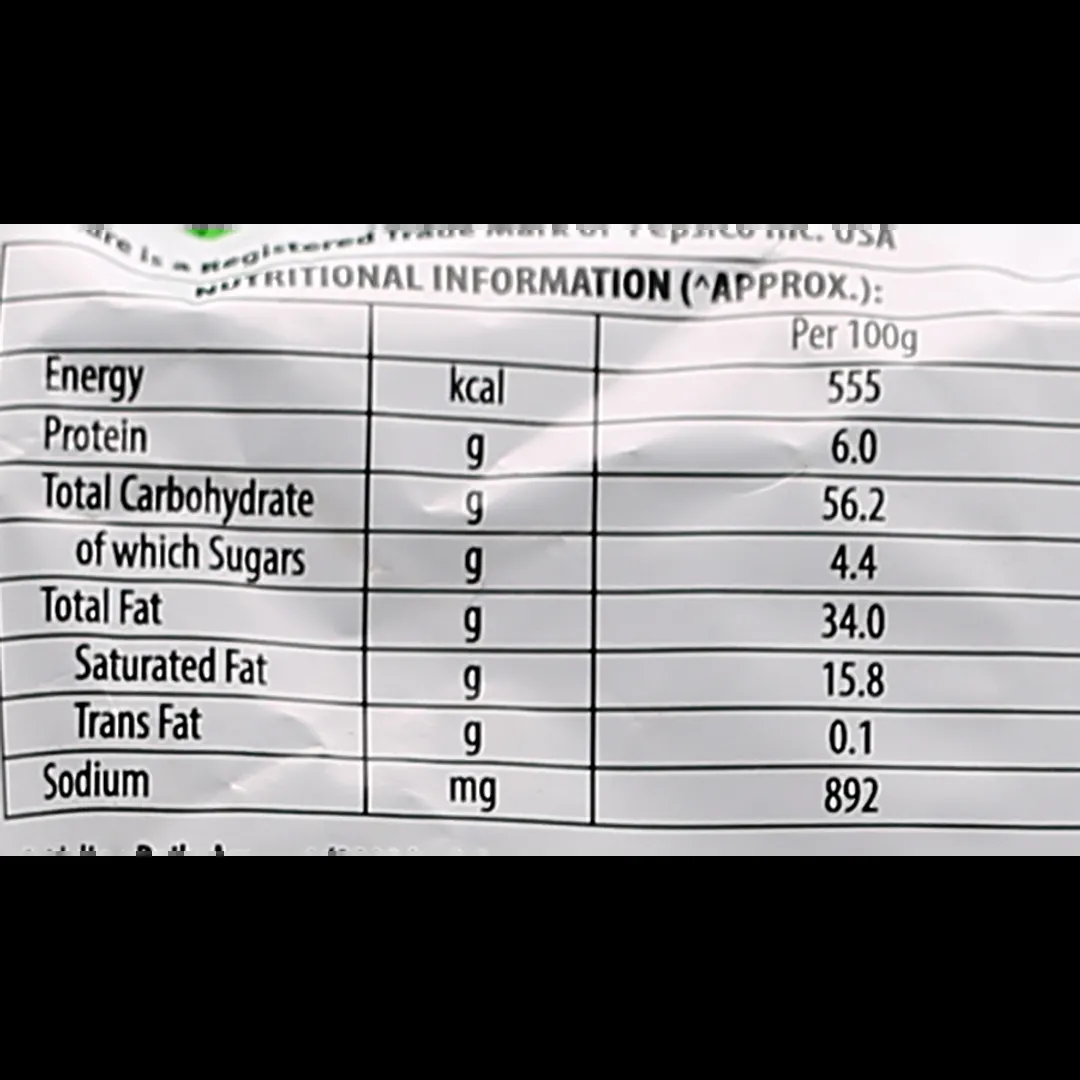 is a Registered Trade Mark of PepsiCo Inc. USA
NUTRITIONAL INFORMATION (^APPROX.):
Per 100g
Energy kcal 555
Protein g 6.0
Total Carbohydrate g 56.2
of which Sugars g 4.4
Total Fat g 34.0
Saturated Fat g 15.8
Trans Fat g 0.1
Sodium mg 892